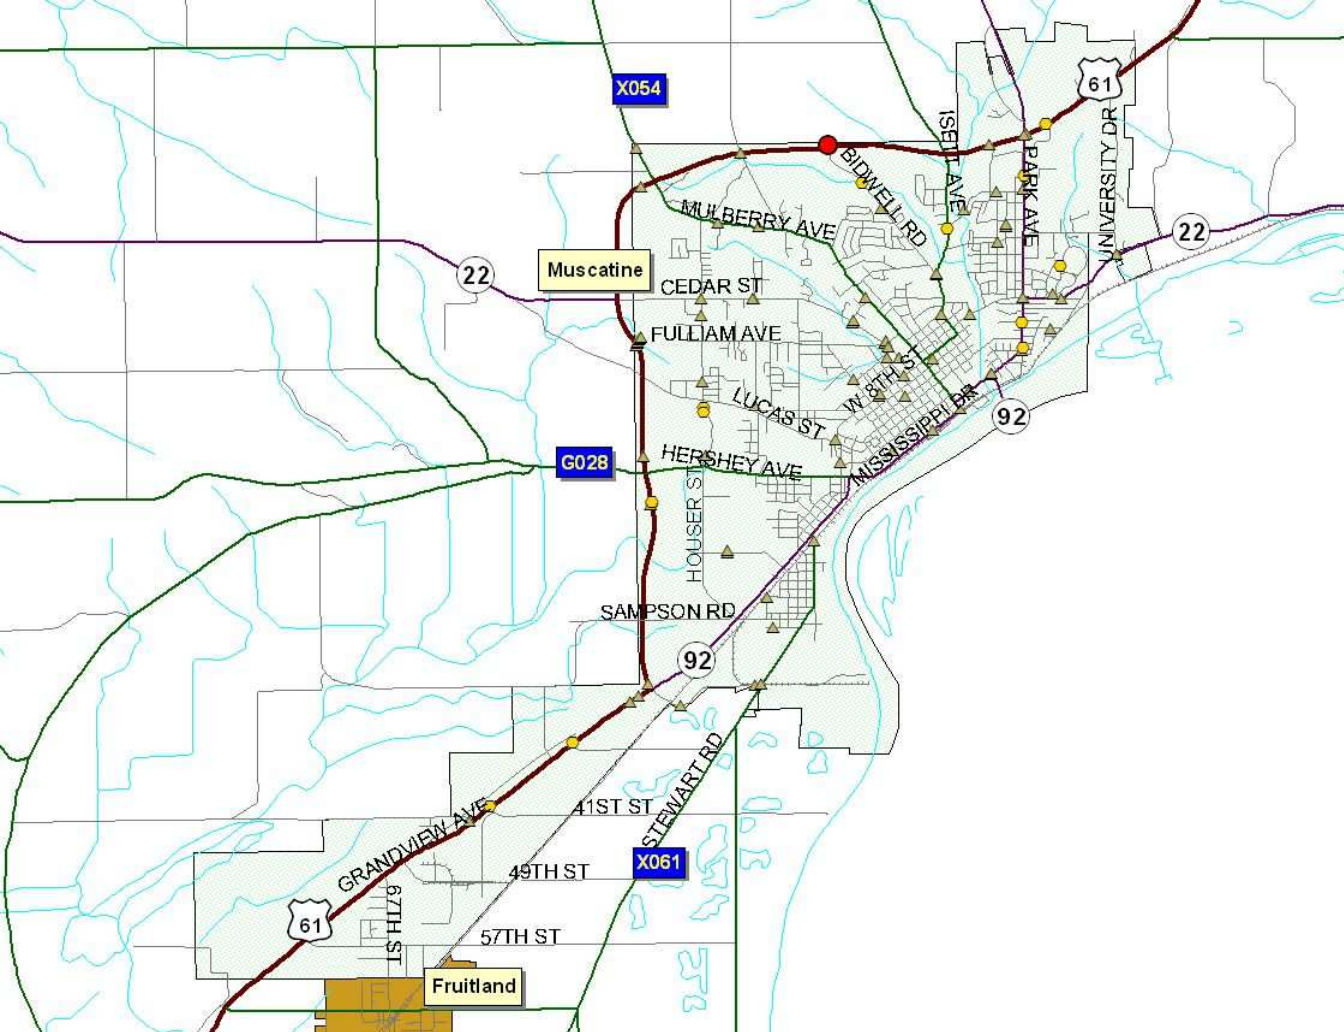 61
X054
ISETT AVE
BIDWELL RD
PARK AVE
UNIVERSITY DR
MULBERRY AVE
22
Muscatine
22
CEDAR ST
FULLIAM AVE
W 8TH ST
LUCAS ST
MISSISSIPPI DR
92
HERSHEY AVE
G028
HOUSER ST
SAMPSON RD
92
STEWART RD
41ST ST
GRANDVIEW AVE
X061
49TH ST
67TH ST
61
57TH ST
Fruitland